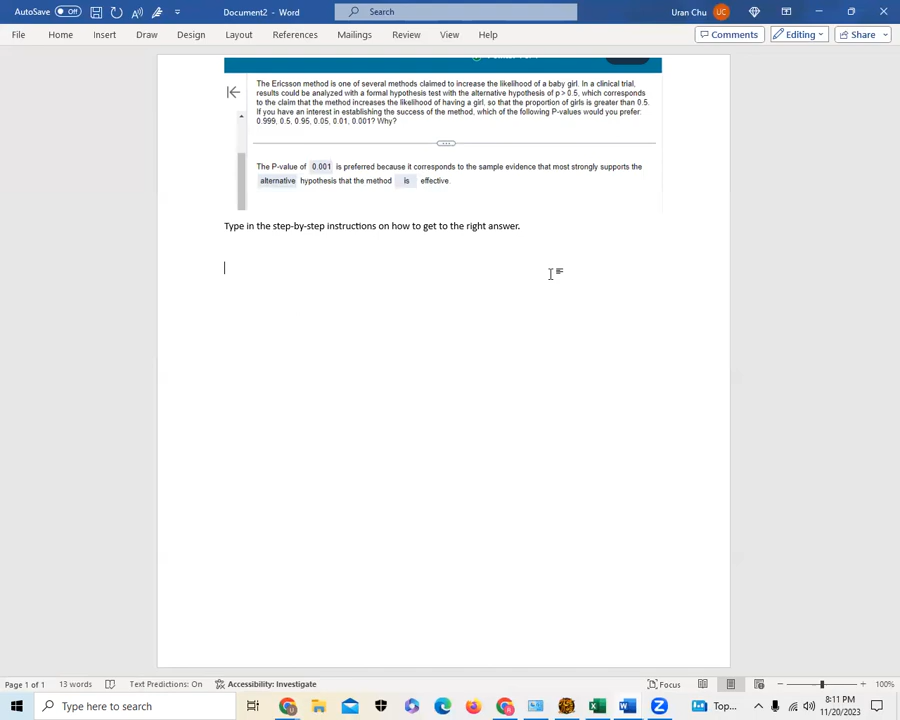 AutoSave Off Document2 - Word Search Uran Chu UC
File Home Insert Draw Design Layout References Mailings Review View Help Comments Editing Share
The Ericsson method is one of several methods claimed to increase the likelihood of a baby girl. In a clinical trial,
results could be analyzed with a formal hypothesis test with the alternative hypothesis of p > 0.5, which corresponds
to the claim that the method increases the likelihood of having a girl, so that the proportion of girls is greater than 0.5.
If you have an interest in establishing the success of the method, which of the following P-values would you prefer:
0.999, 0.5, 0.95, 0.05, 0.01, 0.001? Why?
The P-value of 0.001 is preferred because it corresponds to the sample evidence that most strongly supports the
alternative hypothesis that the method is effective.
Type in the step-by-step instructions on how to get to the right answer.
Page 1 of 1 13 words Text Predictions: On Accessibility: Investigate Focus 100%
Type here to search Top... 8:11 PM
11/20/2023